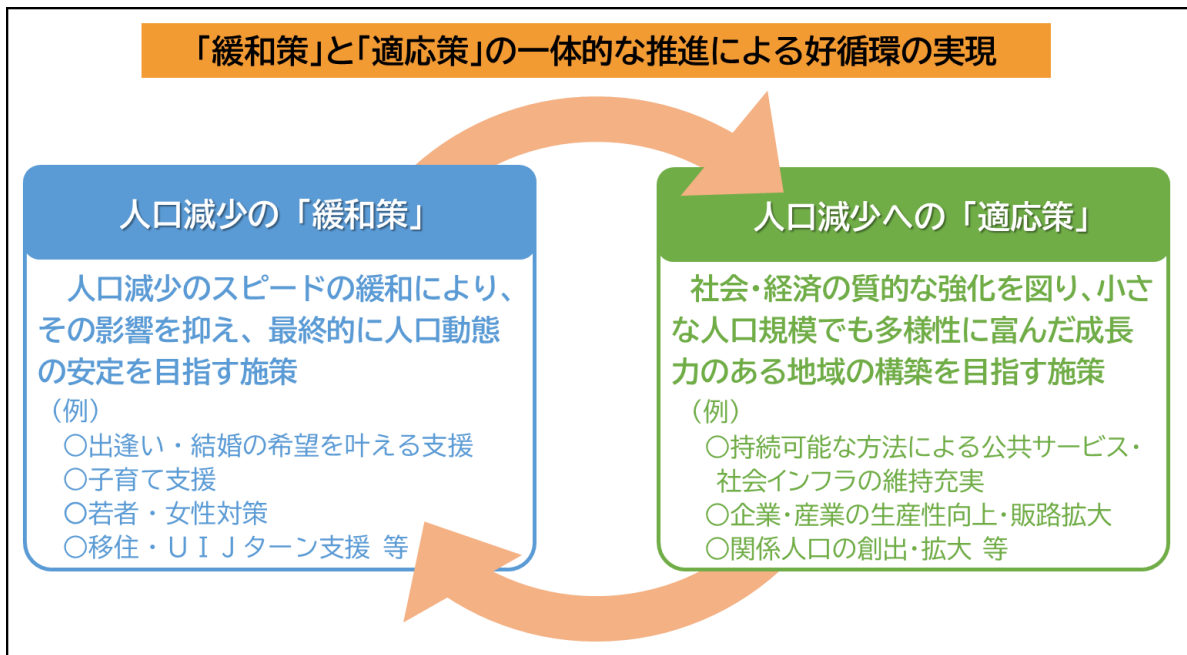 「緩和策」と「適応策」の一体的な推進による好循環の実現
人口減少の「緩和策」
人口減少のスピードの緩和により、
その影響を抑え、最終的に人口動態
の安定を目指す施策
（例）
○出逢い・結婚の希望を叶える支援
○子育て支援
○若者・女性対策
○移住・ＵＩＪターン支援 等
人口減少への「適応策」
社会・経済の質的な強化を図り、小さ
な人口規模でも多様性に富んだ成長
力のある地域の構築を目指す施策
（例）
○持続可能な方法による公共サービス・
社会インフラの維持充実
○企業・産業の生産性向上・販路拡大
○関係人口の創出・拡大 等